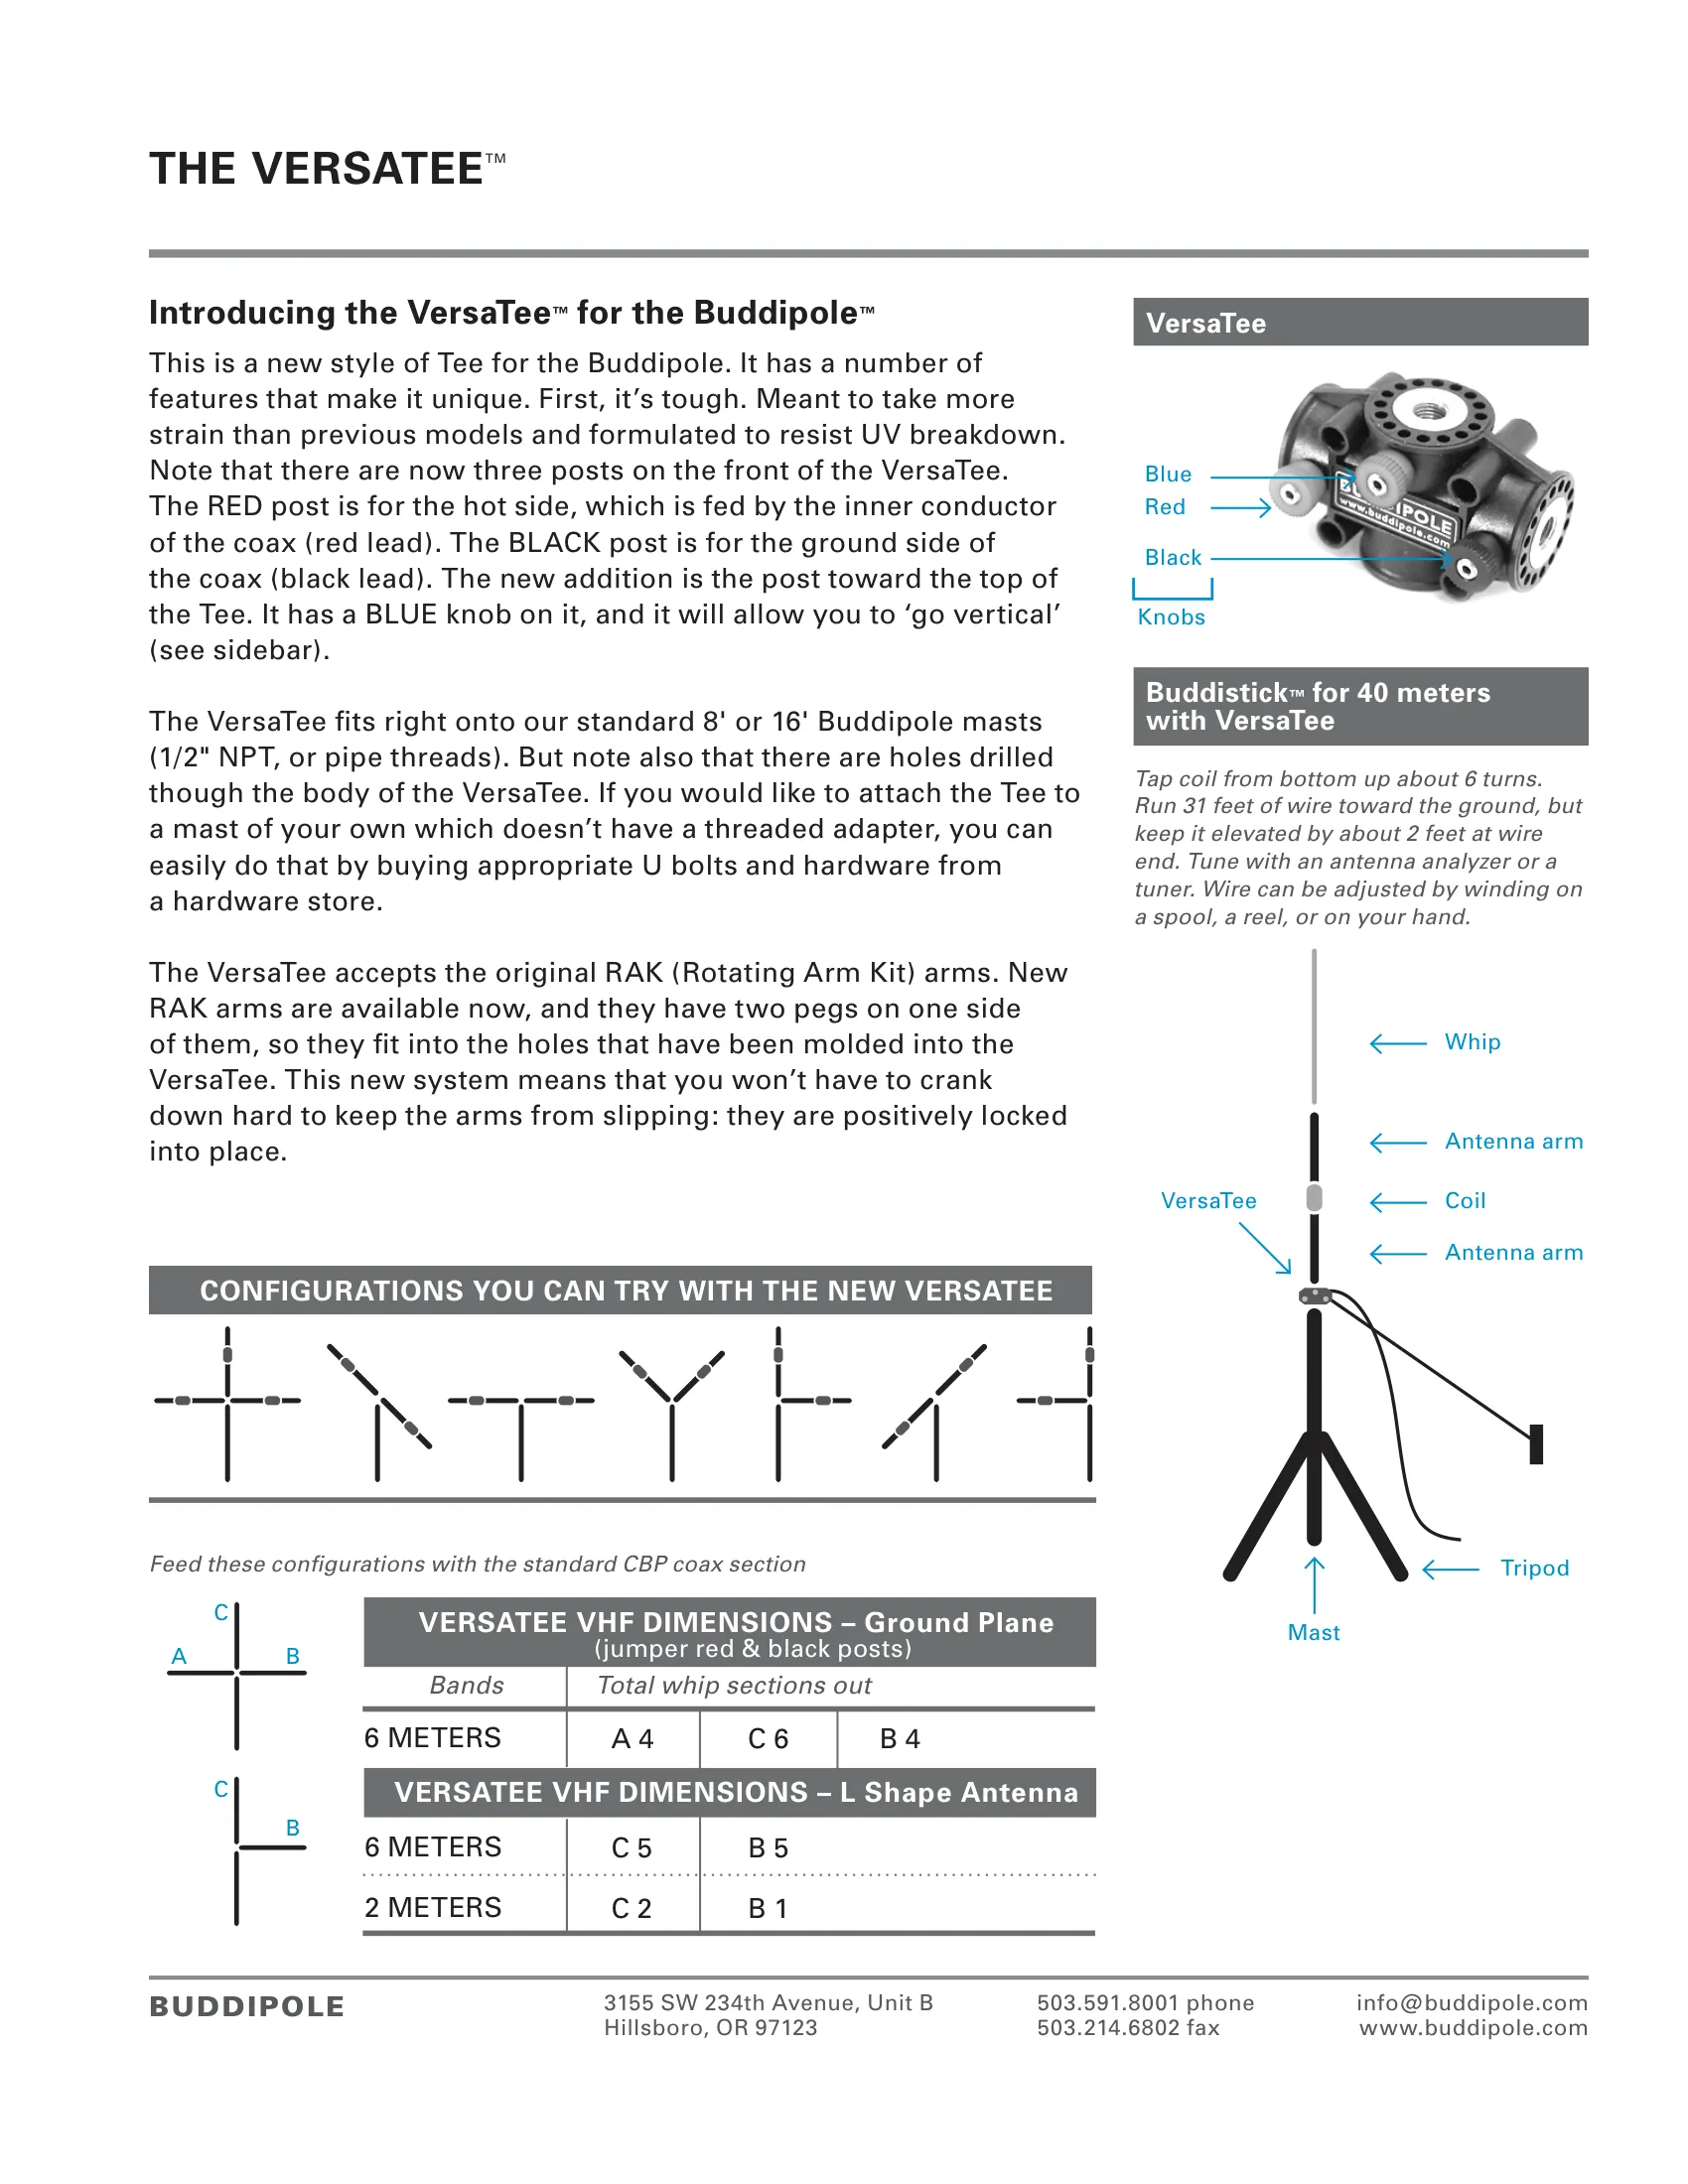 THE VERSATEE™
Introducing the VersaTee™ for the Buddipole™
This is a new style of Tee for the Buddipole. It has a number of
features that make it unique. First, it’s tough. Meant to take more
strain than previous models and formulated to resist UV breakdown.
Note that there are now three posts on the front of the VersaTee.
The RED post is for the hot side, which is fed by the inner conductor
of the coax (red lead). The BLACK post is for the ground side of
the coax (black lead). The new addition is the post toward the top of
the Tee. It has a BLUE knob on it, and it will allow you to ‘go vertical’
(see sidebar).
The VersaTee fits right onto our standard 8' or 16' Buddipole masts
(1/2" NPT, or pipe threads). But note also that there are holes drilled
though the body of the VersaTee. If you would like to attach the Tee to
a mast of your own which doesn’t have a threaded adapter, you can
easily do that by buying appropriate U bolts and hardware from
a hardware store.
The VersaTee accepts the original RAK (Rotating Arm Kit) arms. New
RAK arms are available now, and they have two pegs on one side
of them, so they fit into the holes that have been molded into the
VersaTee. This new system means that you won’t have to crank
down hard to keep the arms from slipping: they are positively locked
into place.
CONFIGURATIONS YOU CAN TRY WITH THE NEW VERSATEE
Feed these configurations with the standard CBP coax section
C
A B
VERSATEE VHF DIMENSIONS – Ground Plane
(jumper red & black posts)
Bands Total whip sections out
6 METERS A 4 C 6 B 4
C
B
VERSATEE VHF DIMENSIONS – L Shape Antenna
6 METERS C 5 B 5
2 METERS C 2 B 1
VersaTee
Blue
Red
Black
Knobs
www.buddipole.com
Buddistick™ for 40 meters
with VersaTee
Tap coil from bottom up about 6 turns.
Run 31 feet of wire toward the ground, but
keep it elevated by about 2 feet at wire
end. Tune with an antenna analyzer or a
tuner. Wire can be adjusted by winding on
a spool, a reel, or on your hand.
Whip
Antenna arm
VersaTee
Coil
Antenna arm
Tripod
Mast
BUDDIPOLE
3155 SW 234th Avenue, Unit B
Hillsboro, OR 97123
503.591.8001 phone
503.214.6802 fax
info@buddipole.com
www.buddipole.com